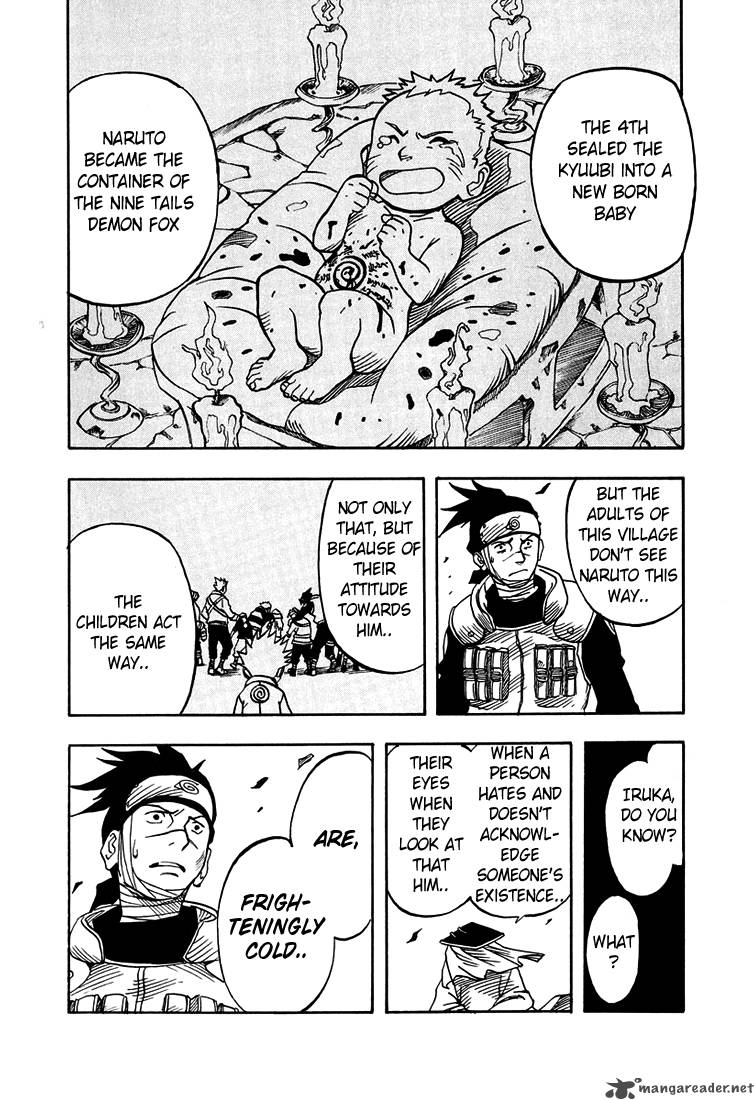 THE 4TH
SEALED THE
KYUUBI INTO A
NEW BORN
BABY
NARUTO
BECAME THE
CONTAINER OF
THE NINE TAILS
DEMON FOX
BUT THE
ADULTS OF
THIS VILLAGE
DON'T SEE
NARUTO THIS
WAY..
NOT ONLY
THAT, BUT
BECAUSE OF
THEIR
ATTITUDE
TOWARDS
HIM..
THE
CHILDREN ACT
THE SAME
WAY..
IRUKA,
DO YOU
KNOW?
WHAT
?
WHEN A
PERSON
HATES AND
DOESN'T
ACKNOWL-
EDGE
SOMEONE'S
EXISTENCE..
THEIR
EYES
WHEN
THEY
LOOK AT
THAT
HIM..
ARE,
FRIGH-
TENINGLY
COLD..
mangareader.net